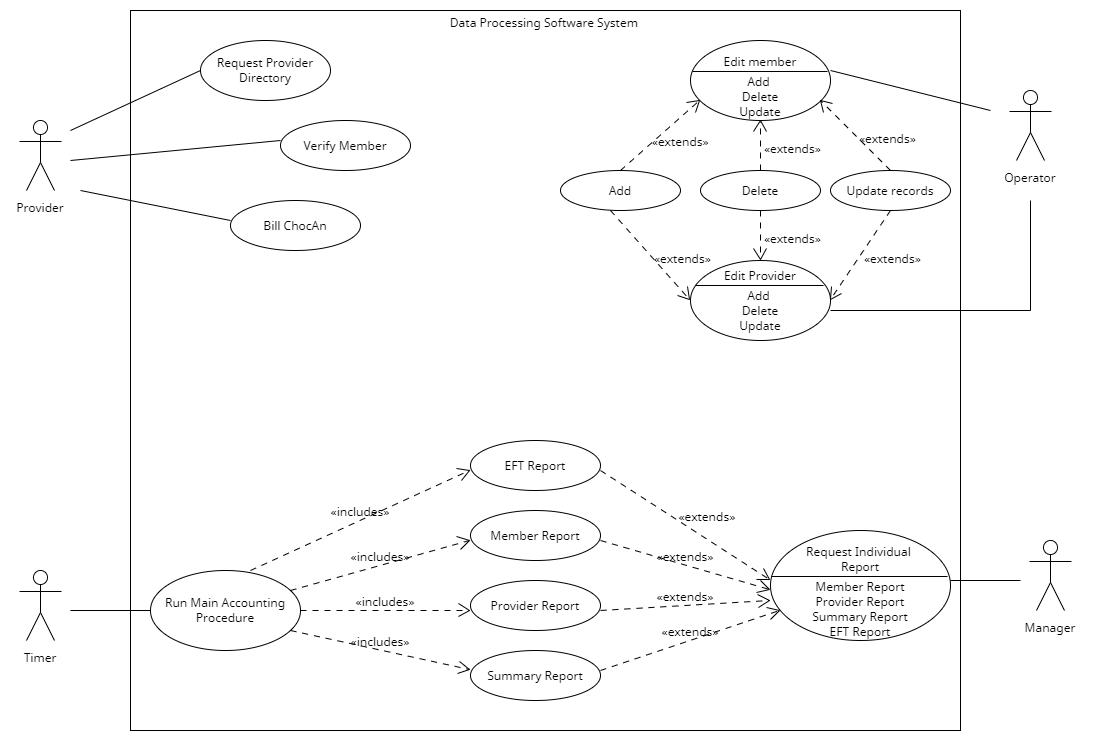 Data Processing Software System
Request Provider
Directory
Verify Member
Bill ChocAn
Provider
Edit member
Add
Delete
Update
«extends»
«extends»
«extends»
Add
Delete
Update records
«extends»
«extends»
«extends»
Edit Provider
Add
Delete
Update
Operator
EFT Report
Member Report
Provider Report
Summary Report
«includes»
«includes»
«includes»
«includes»
«extends»
«extends»
«extends»
«extends»
Run Main Accounting
Procedure
Timer
Request Individual
Report
Member Report
Provider Report
Summary Report
EFT Report
Manager